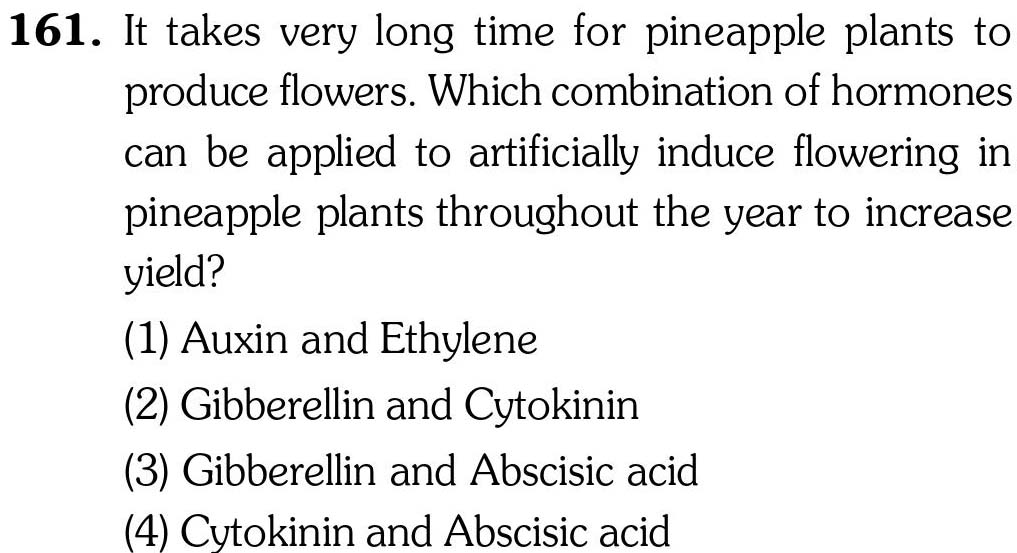 161. It takes very long time for pineapple plants to
produce flowers. Which combination of hormones
can be applied to artificially induce flowering in
pineapple plants throughout the year to increase
yield?
(1) Auxin and Ethylene
(2) Gibberellin and Cytokinin
(3) Gibberellin and Abscisic acid
(4) Cytokinin and Abscisic acid